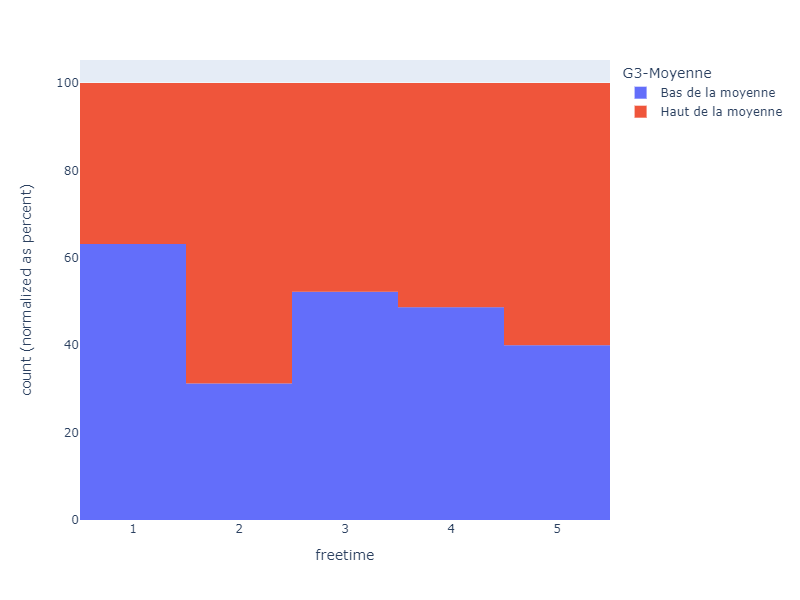 G3-Moyenne
Bas de la moyenne
Haut de la moyenne
100
80
60
40
20
0
count (normalized as percent)
1 2 3 4 5
freetime